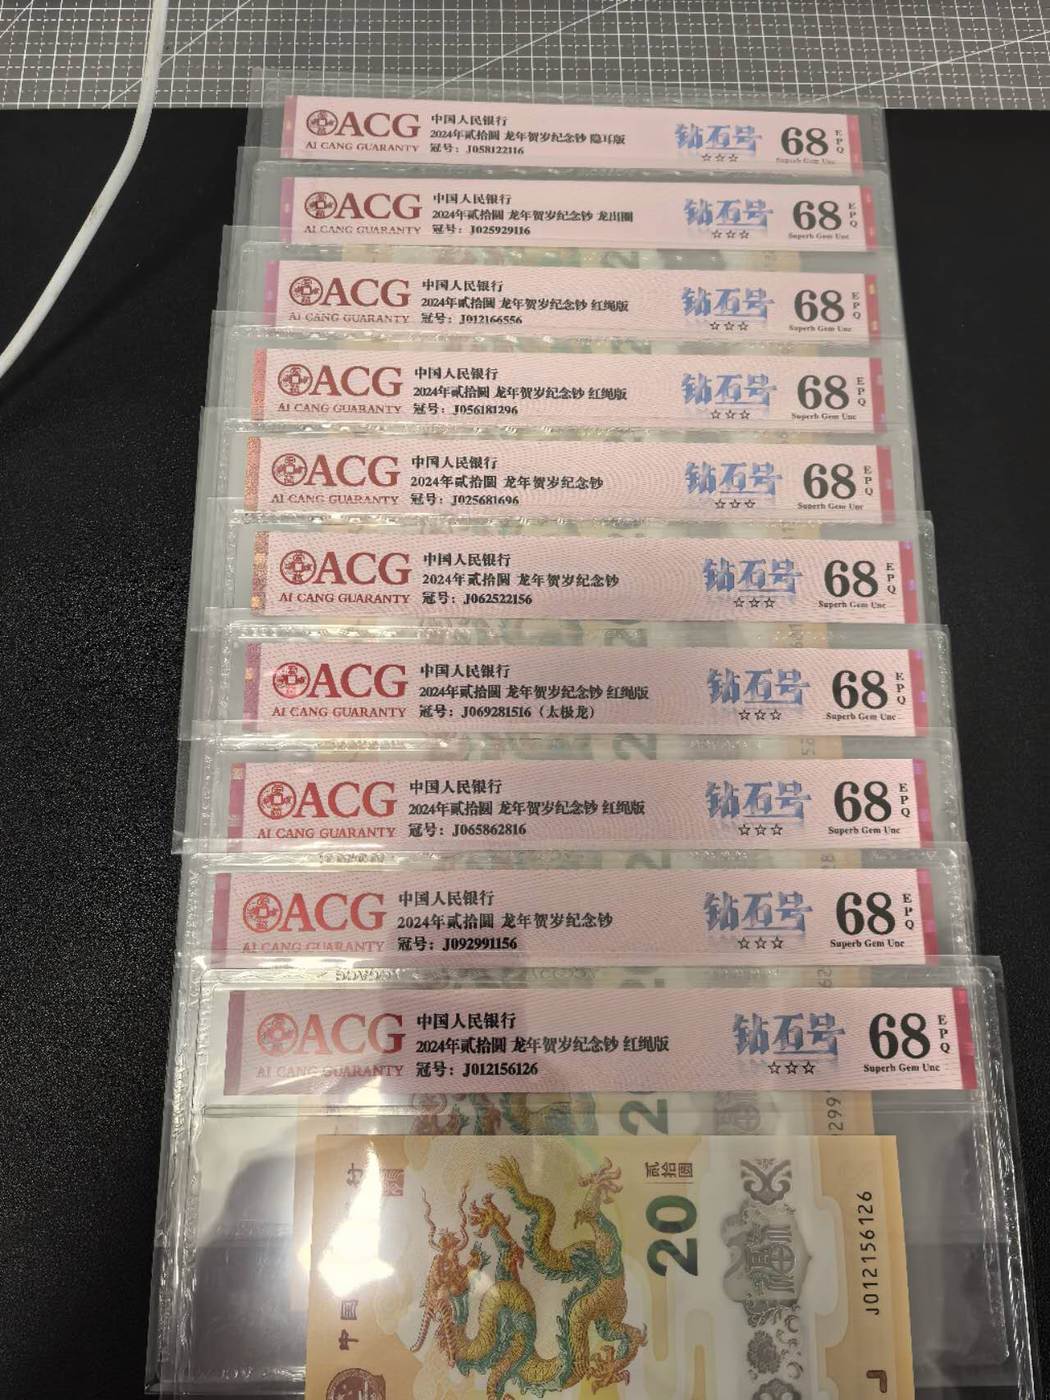 ACG
AI CANG GUARANTY
中国人民银行
2024年贰拾圆 龙年贺岁纪念钞 隐耳版
冠号：J058122116
钻石号
☆☆☆
68
EPQ
Superb Gem Unc
ACG
AI CANG GUARANTY
中国人民银行
2024年贰拾圆 龙年贺岁纪念钞 龙出圈
冠号：J025929116
钻石号
☆☆☆
68
EPQ
Superb Gem Unc
ACG
AI CANG GUARANTY
中国人民银行
2024年贰拾圆 龙年贺岁纪念钞 红绳版
冠号：J012166556
钻石号
☆☆☆
68
EPQ
Superb Gem Unc
ACG
AI CANG GUARANTY
中国人民银行
2024年贰拾圆 龙年贺岁纪念钞 红绳版
冠号：J056181296
钻石号
☆☆☆
68
EPQ
Superb Gem Unc
ACG
AI CANG GUARANTY
中国人民银行
2024年贰拾圆 龙年贺岁纪念钞
冠号：J025681696
钻石号
☆☆☆
68
EPQ
Superb Gem Unc
ACG
AI CANG GUARANTY
中国人民银行
2024年贰拾圆 龙年贺岁纪念钞
冠号：J062522156
钻石号
☆☆☆
68
EPQ
Superb Gem Unc
ACG
AI CANG GUARANTY
中国人民银行
2024年贰拾圆 龙年贺岁纪念钞 红绳版
冠号：J069281516（太极龙）
钻石号
☆☆☆
68
EPQ
Superb Gem Unc
ACG
AI CANG GUARANTY
中国人民银行
2024年贰拾圆 龙年贺岁纪念钞 红绳版
冠号：J065862816
钻石号
☆☆☆
68
EPQ
Superb Gem Unc
ACG
AI CANG GUARANTY
中国人民银行
2024年贰拾圆 龙年贺岁纪念钞
冠号：J092991156
钻石号
☆☆☆
68
EPQ
Superb Gem Unc
ACG
AI CANG GUARANTY
中国人民银行
2024年贰拾圆 龙年贺岁纪念钞 红绳版
冠号：J012156126
钻石号
☆☆☆
68
EPQ
Superb Gem Unc
贰拾圆
20
J012156126
中国